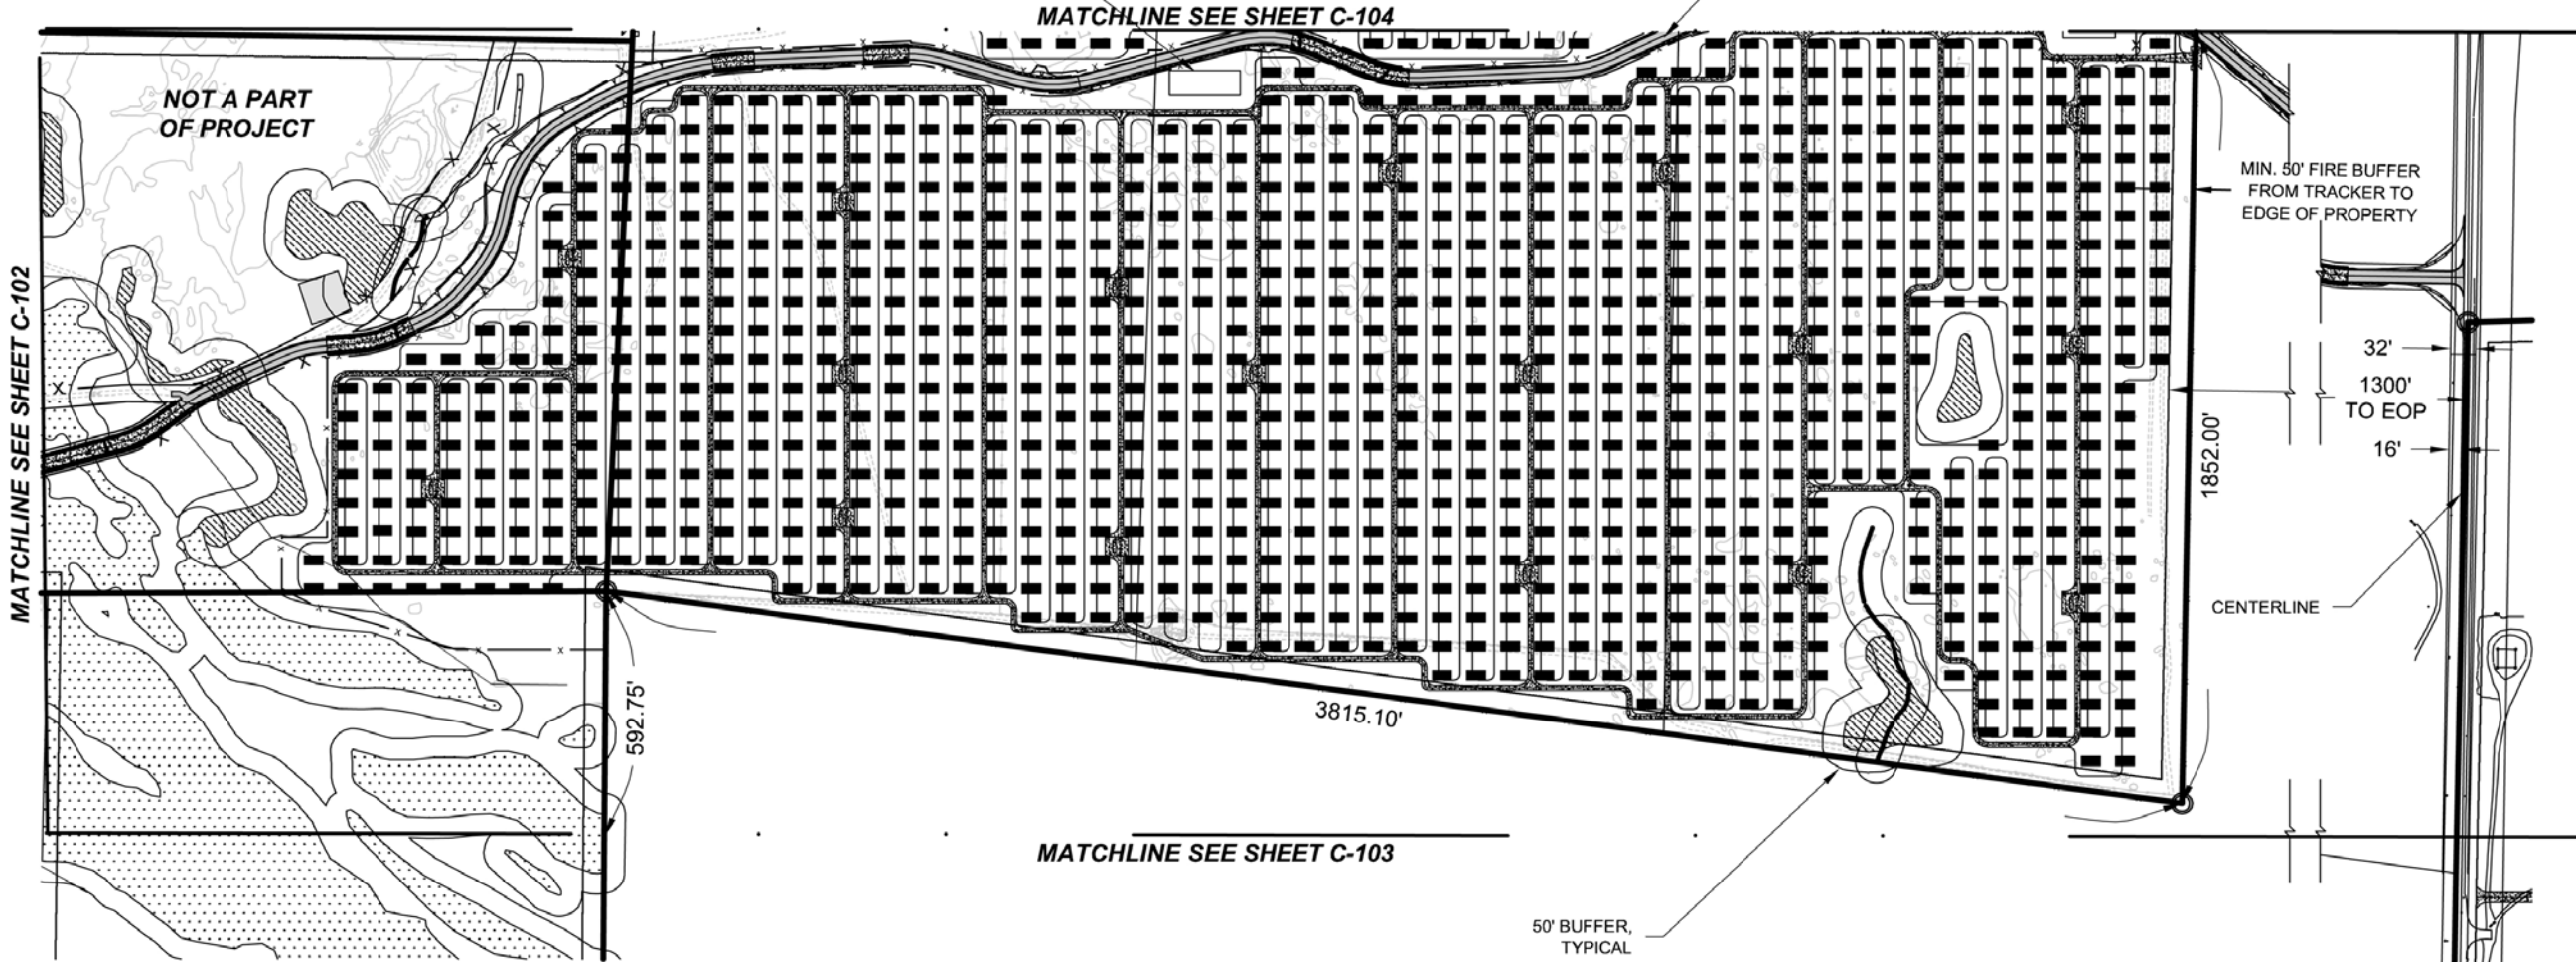 MATCHLINE SEE SHEET C-104
NOT A PART
OF PROJECT
MIN. 50' FIRE BUFFER
FROM TRACKER TO
EDGE OF PROPERTY
MATCHLINE SEE SHEET C-102
32'
1300'
TO EOP
16'
1852.00'
CENTERLINE
592.75'
3815.10'
MATCHLINE SEE SHEET C-103
50' BUFFER,
TYPICAL